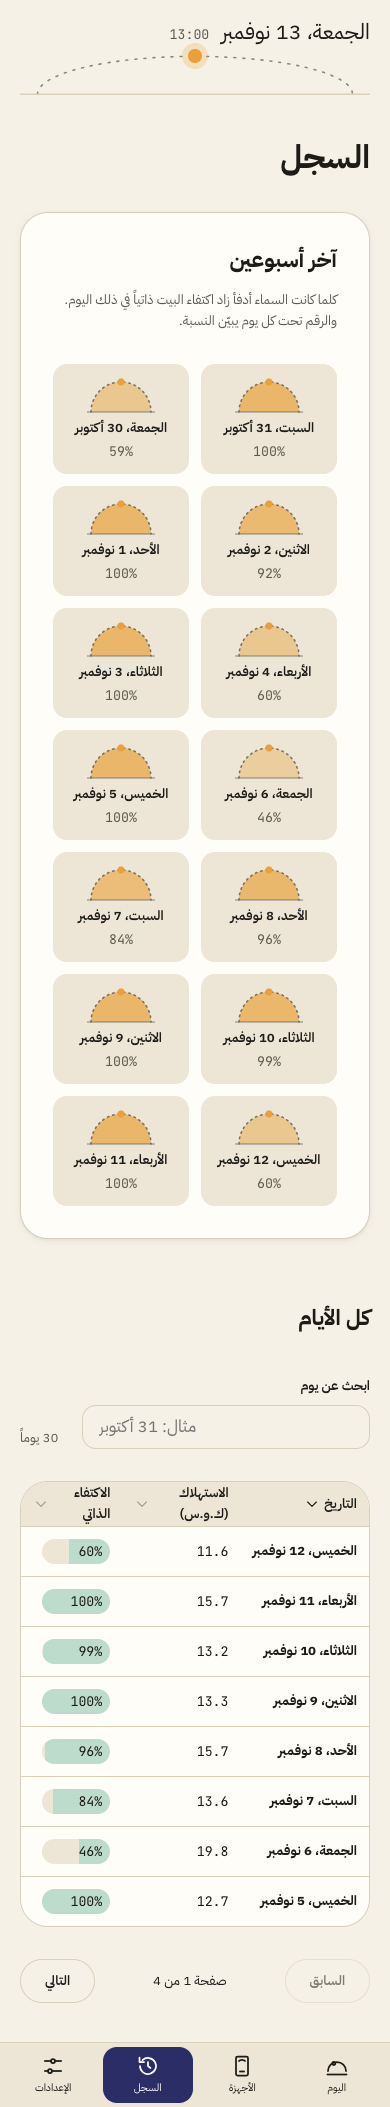 الجمعة، 13 نوفمبر 13:00
السجل
آخر أسبوعين
كلما كانت السماء أدفأ زاد اكتفاء البيت ذاتياً في ذلك اليوم.
والرقم تحت كل يوم يبيّن النسبة.
السبت، 31 أكتوبر
100%
الجمعة، 30 أكتوبر
59%
الاثنين، 2 نوفمبر
92%
الأحد، 1 نوفمبر
100%
الأربعاء، 4 نوفمبر
60%
الثلاثاء، 3 نوفمبر
100%
الجمعة، 6 نوفمبر
46%
الخميس، 5 نوفمبر
100%
الأحد، 8 نوفمبر
96%
السبت، 7 نوفمبر
84%
الثلاثاء، 10 نوفمبر
99%
الاثنين، 9 نوفمبر
100%
الخميس، 12 نوفمبر
60%
الأربعاء، 11 نوفمبر
100%
كل الأيام
ابحث عن يوم
مثال: 31 أكتوبر
30 يوماً
التاريخ
الاستهلاك
(ك.و.س)
الاكتفاء
الذاتي
الخميس، 12 نوفمبر 11.6 60%
الأربعاء، 11 نوفمبر 15.7 100%
الثلاثاء، 10 نوفمبر 13.2 99%
الاثنين، 9 نوفمبر 13.3 100%
الأحد، 8 نوفمبر 15.7 96%
السبت، 7 نوفمبر 13.6 84%
الجمعة، 6 نوفمبر 19.8 46%
الخميس، 5 نوفمبر 12.7 100%
السابق
صفحة 1 من 4
التالي
اليوم
الأجهزة
السجل
الإعدادات